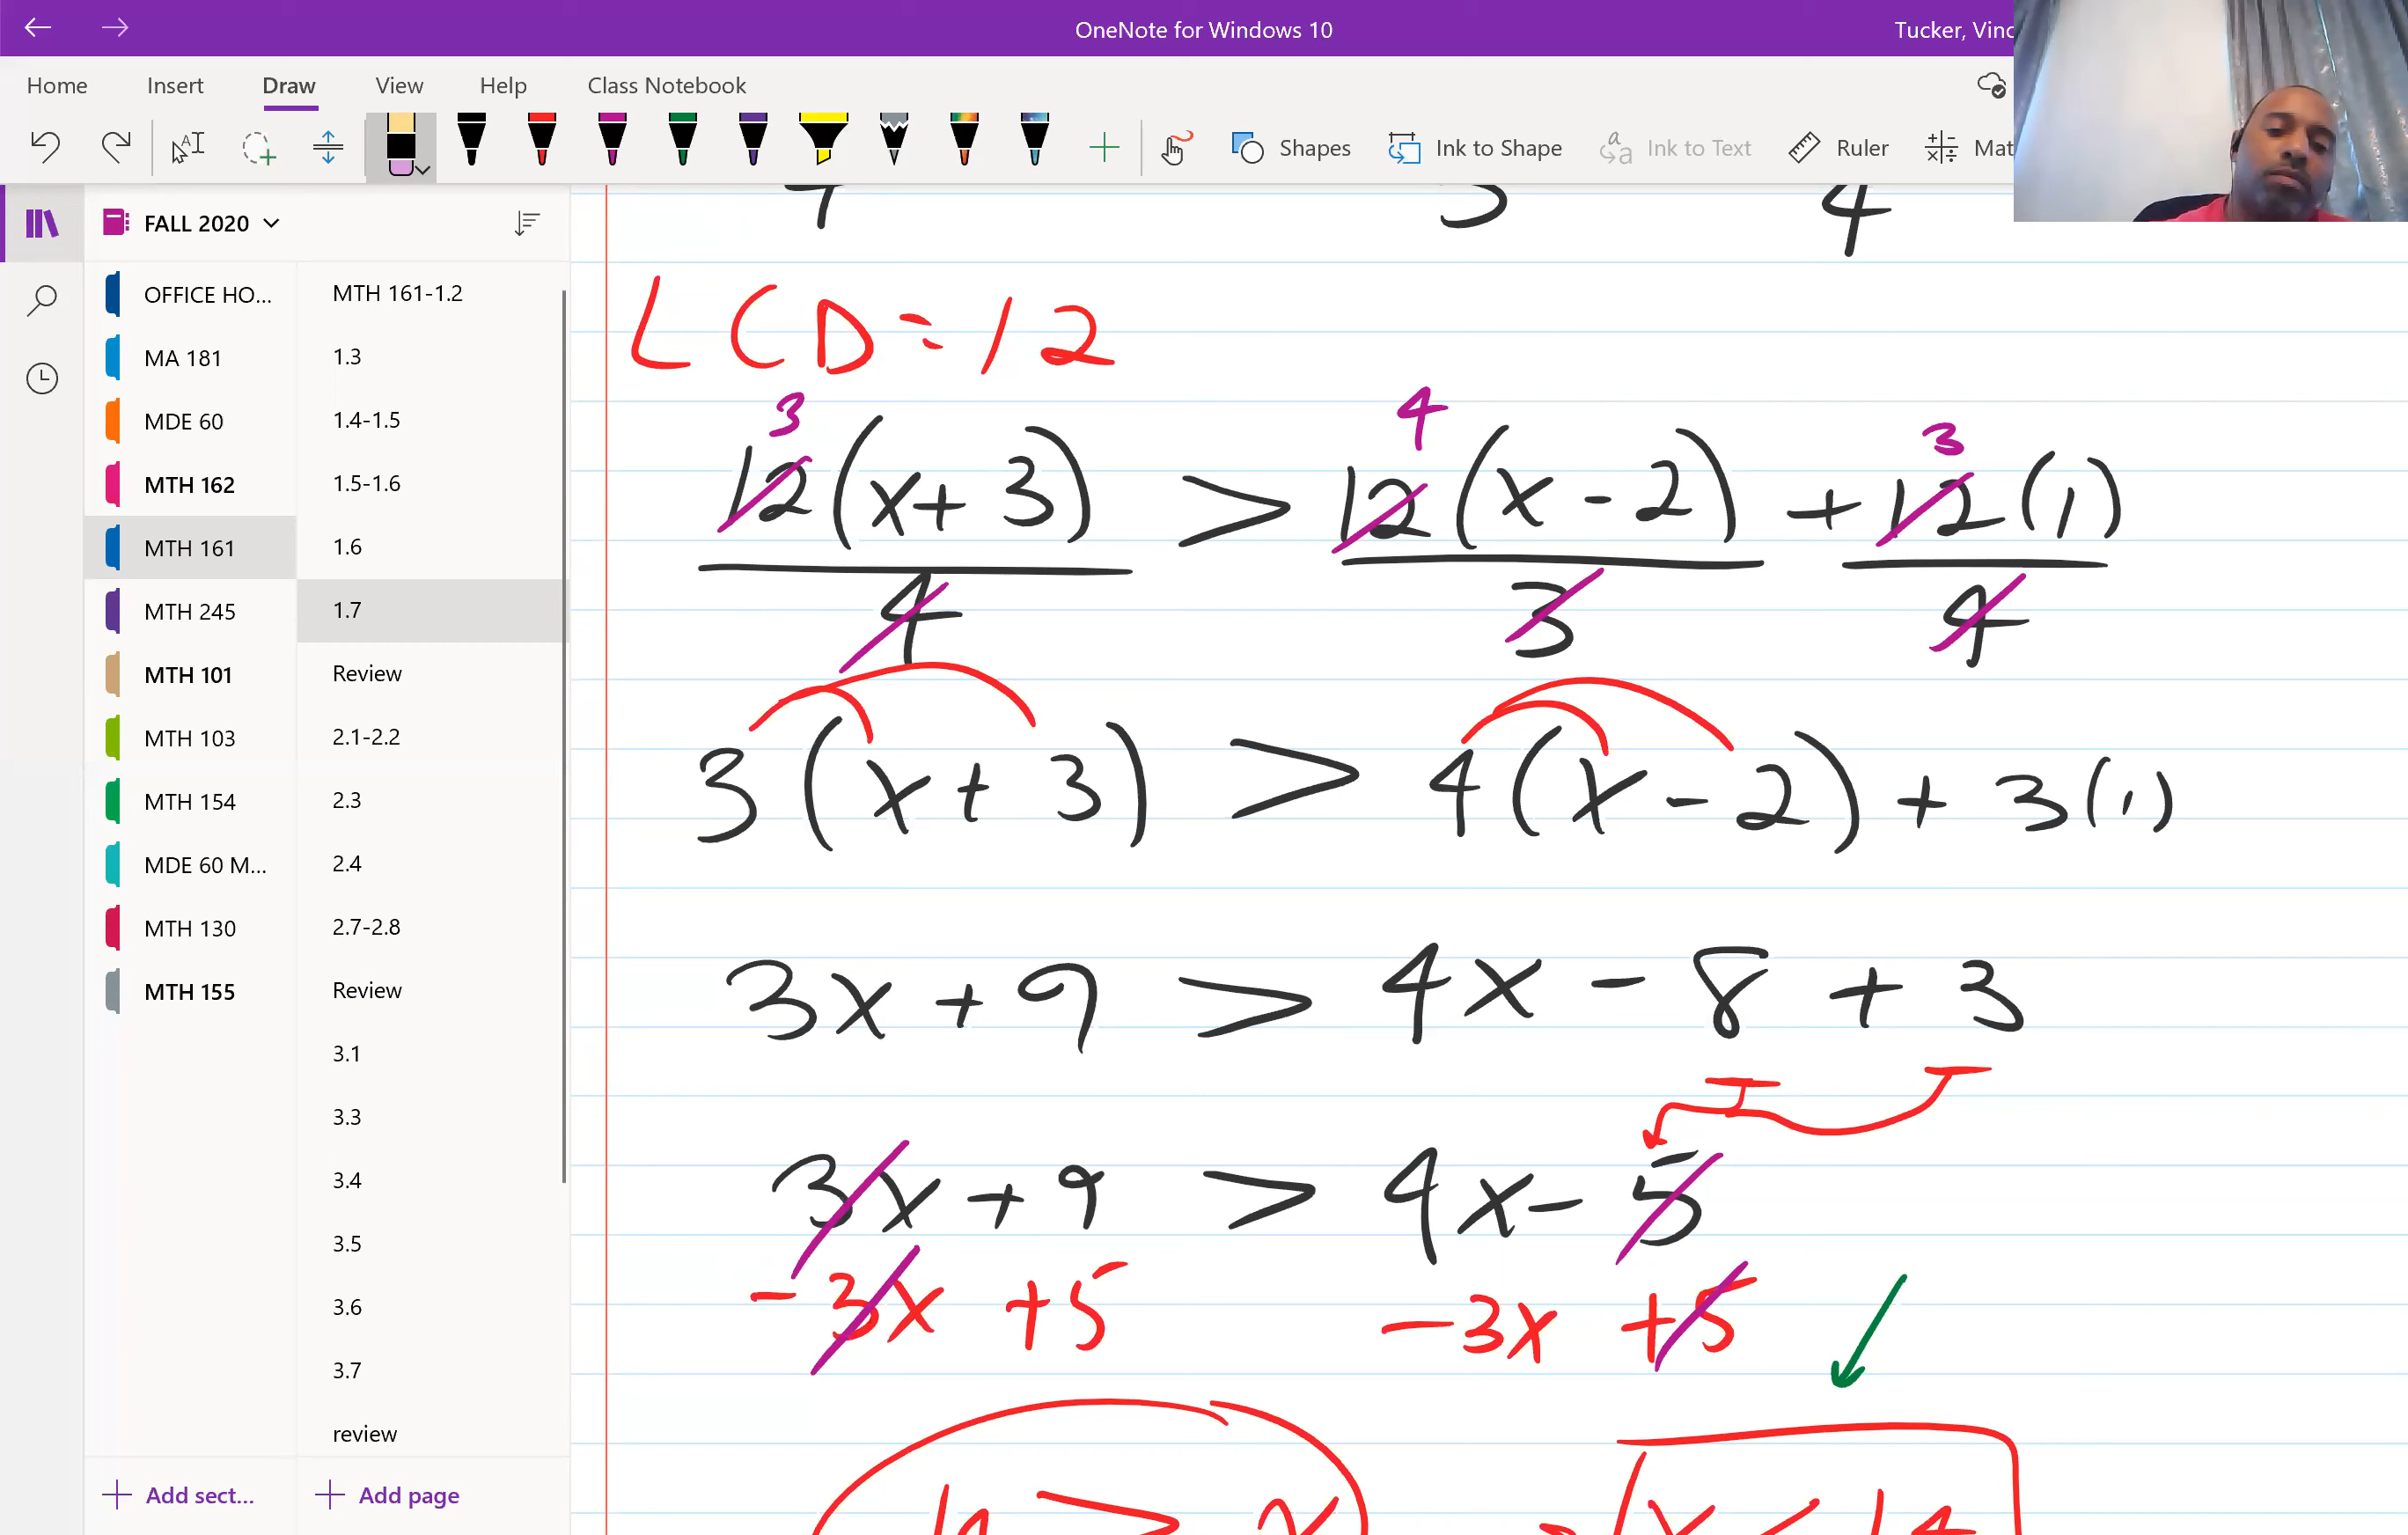 OneNote for Windows 10
Tucker, Vinc
Home Insert Draw View Help Class Notebook
Shapes Ink to Shape Ink to Text Ruler Mat
FALL 2020
OFFICE HO...
MA 181
MDE 60
MTH 162
MTH 161
MTH 245
MTH 101
MTH 103
MTH 154
MDE 60 M...
MTH 130
MTH 155
Add sect...
MTH 161-1.2
1.3
1.4-1.5
1.5-1.6
1.6
1.7
Review
2.1-2.2
2.3
2.4
2.7-2.8
Review
3.1
3.3
3.4
3.5
3.6
3.7
review
Add page
4 3 4
LCD = 12
3 4 3
12(x+3) > 12(x-2) + 12(1)
4 3 4
3(x+3) > 4(x-2) + 3(1)
3x + 9 > 4x - 8 + 3
3x + 9 > 4x - 5
-3x +5 -3x +5
14 > x = x < 14